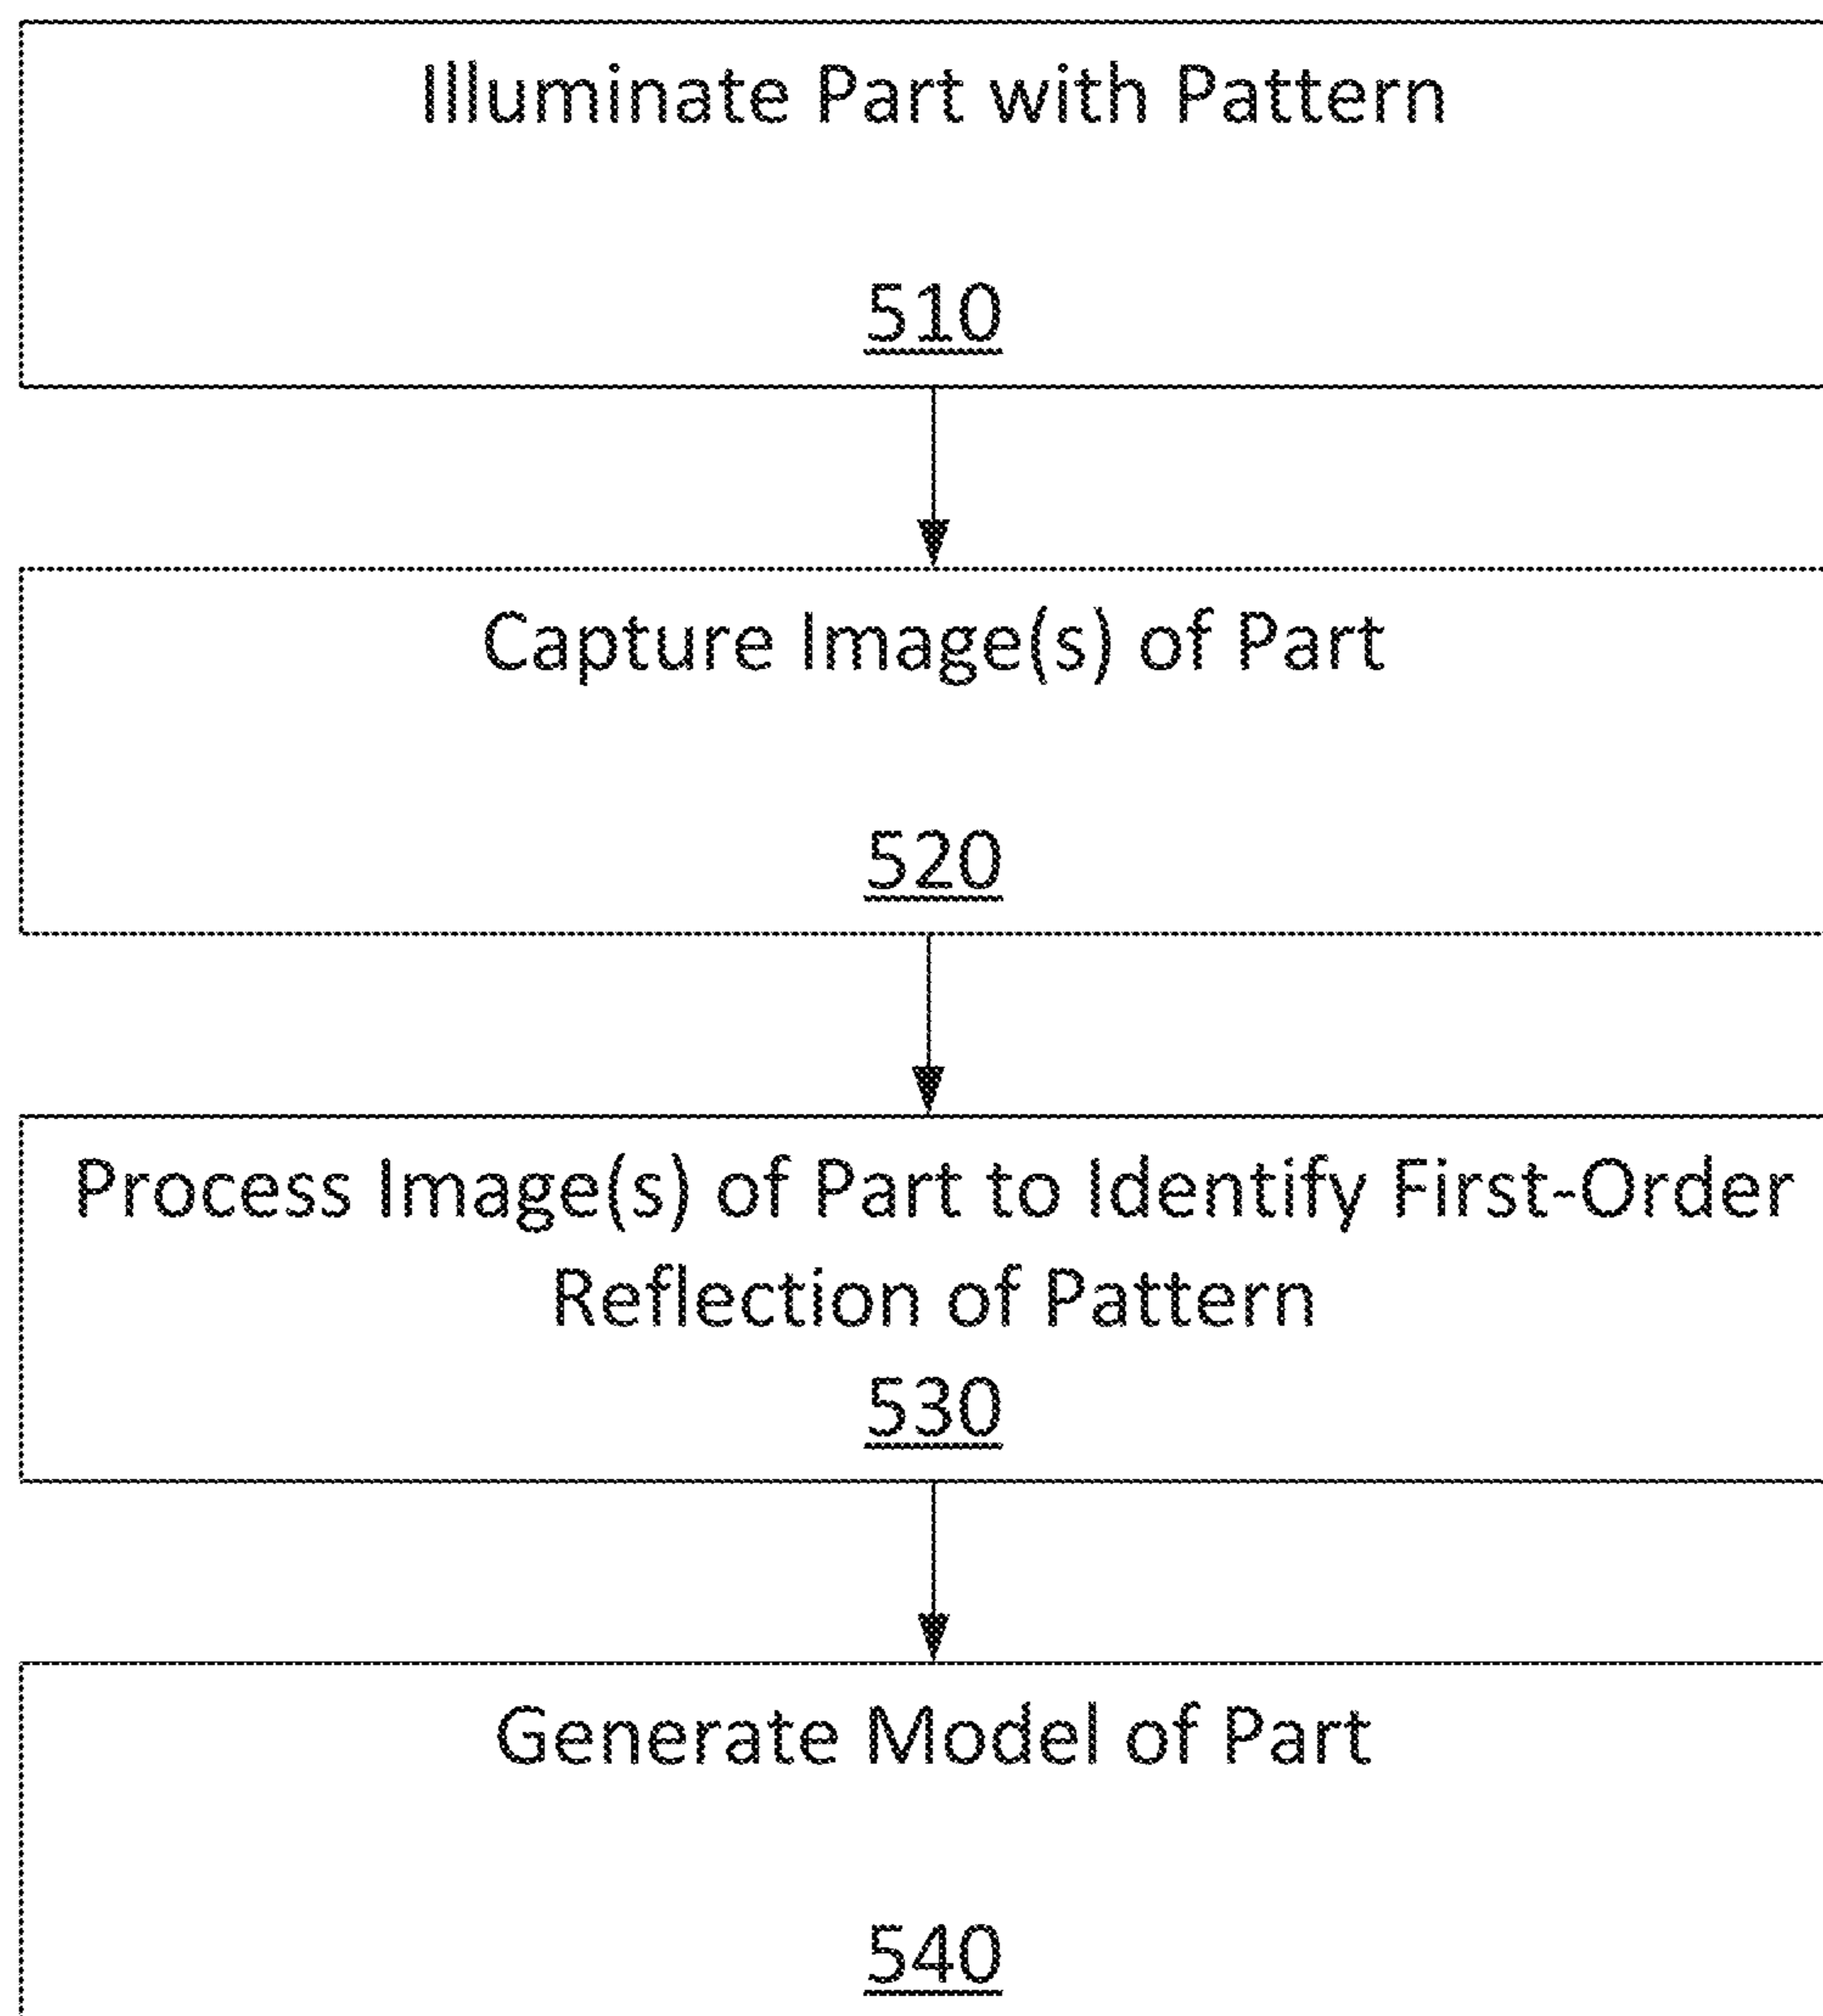 Illuminate Part with Pattern
510
Capture Image(s) of Part
520
Process Image(s) of Part to Identify First-Order
Reflection of Pattern
530
Generate Model of Part
540